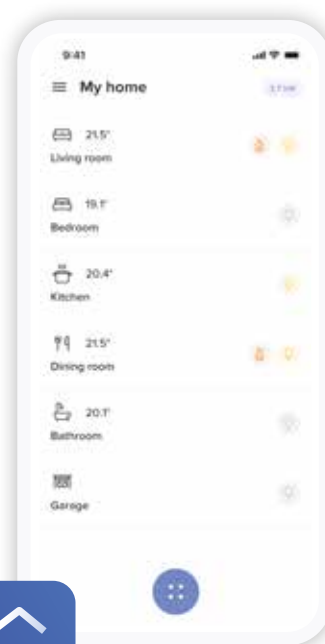 9:41
My home
21.5°
Living room
19.1°
Bedroom
20.4°
Kitchen
21.5°
Dining room
20.1°
Bathroom
Garage